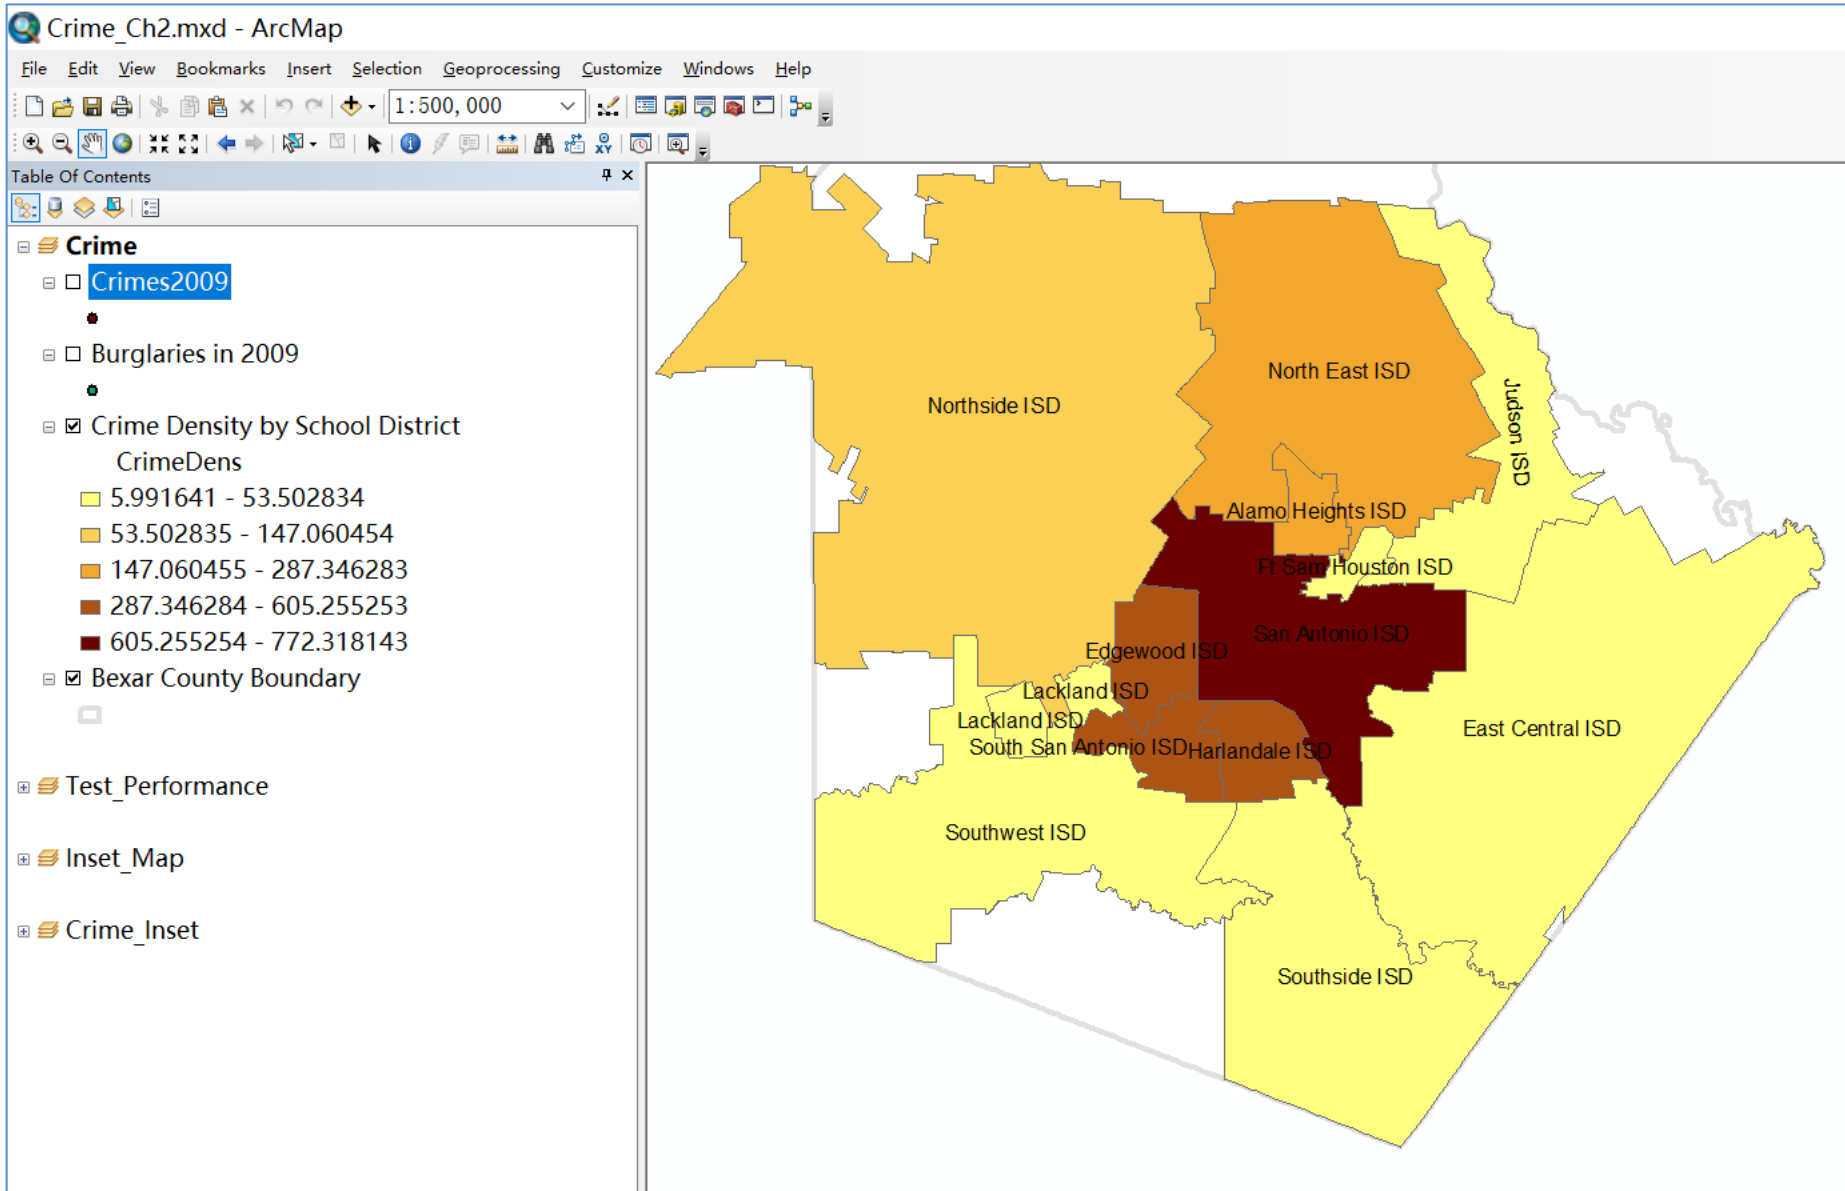 Crime_Ch2.mxd - ArcMap
File Edit View Bookmarks Insert Selection Geoprocessing Customize Windows Help
1:500,000
XY
Table Of Contents
Crime
Crimes2009
Burglaries in 2009
Crime Density by School District
CrimeDens
5.991641 - 53.502834
53.502835 - 147.060454
147.060455 - 287.346283
287.346284 - 605.255253
605.255254 - 772.318143
Bexar County Boundary
Test_Performance
Inset_Map
Crime_Inset
North East ISD
Northside ISD
Judson ISD
Alamo Heights ISD
Ft Sam Houston ISD
San Antonio ISD
Edgewood ISD
Lackland ISD
Lackland ISD
East Central ISD
South San Antonio ISD
Harlandale ISD
Southwest ISD
Southside ISD